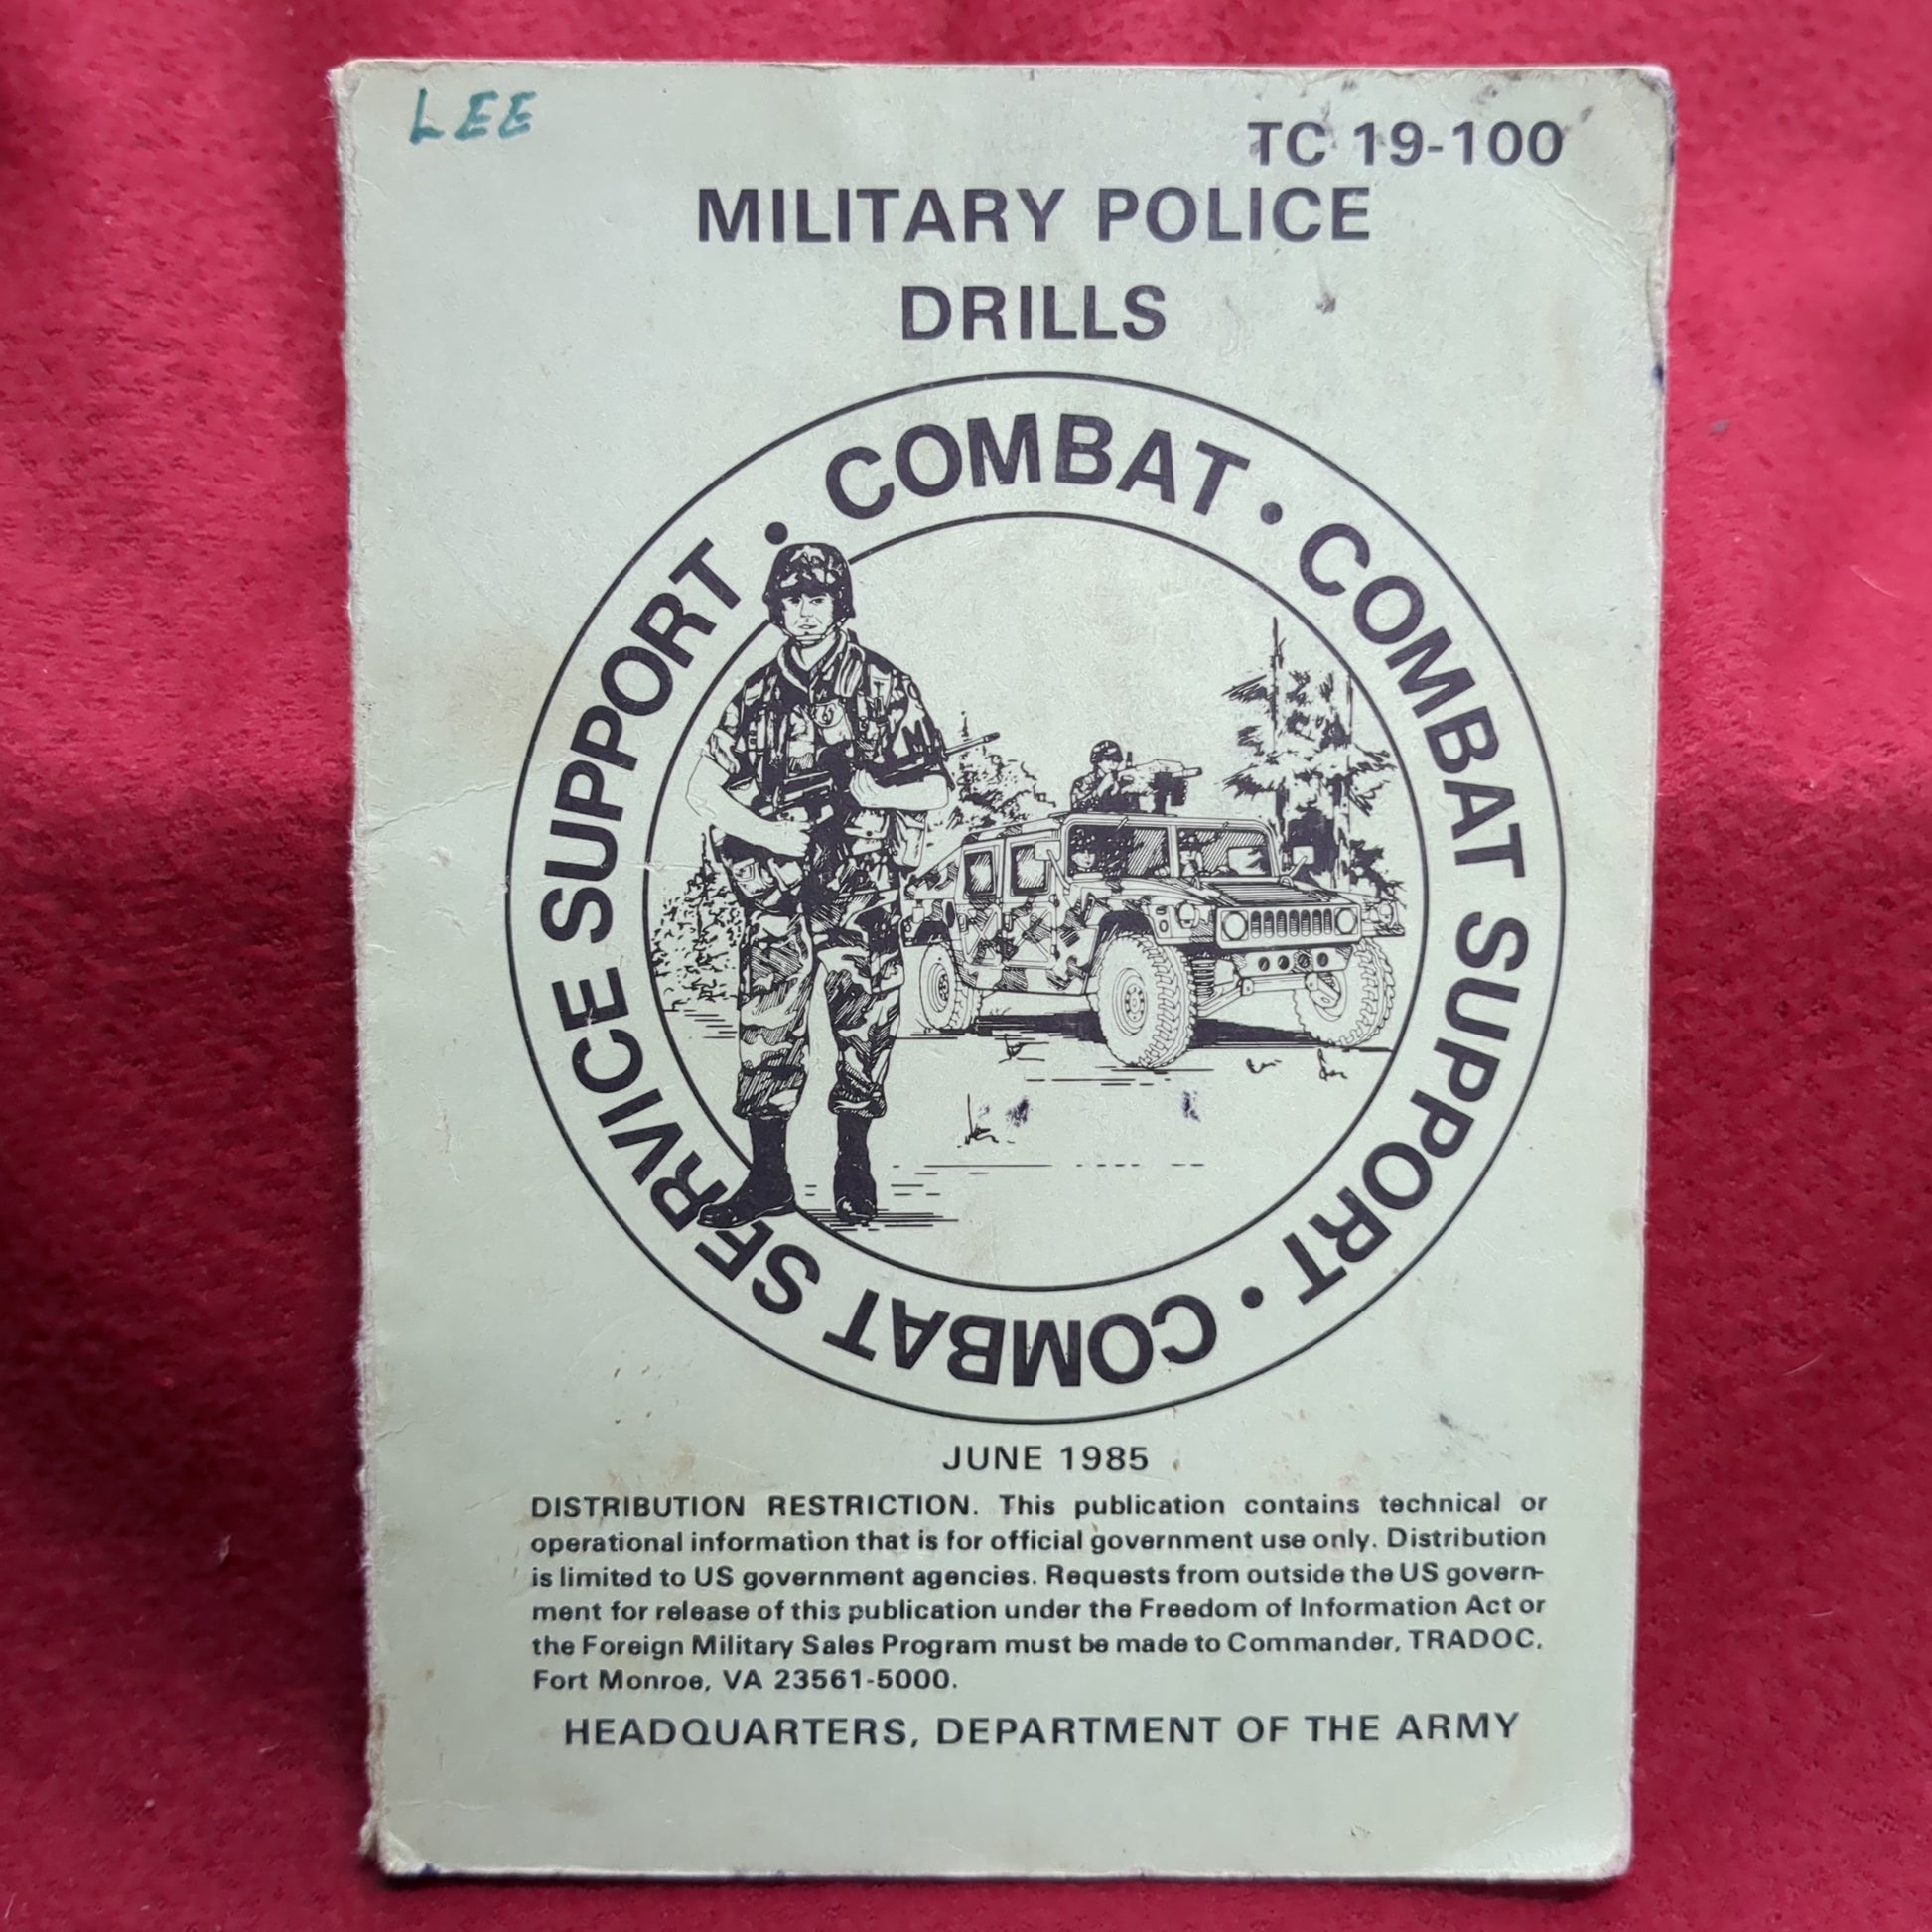 LEE
TC 19-100
MILITARY POLICE
DRILLS
COMBAT • COMBAT SUPPORT • COMBAT SERVICE SUPPORT •
M
JUNE 1985
DISTRIBUTION RESTRICTION. This publication contains technical or
operational information that is for official government use only. Distribution
is limited to US government agencies. Requests from outside the US govern-
ment for release of this publication under the Freedom of Information Act or
the Foreign Military Sales Program must be made to Commander, TRADOC,
Fort Monroe, VA 23561-5000.
HEADQUARTERS, DEPARTMENT OF THE ARMY